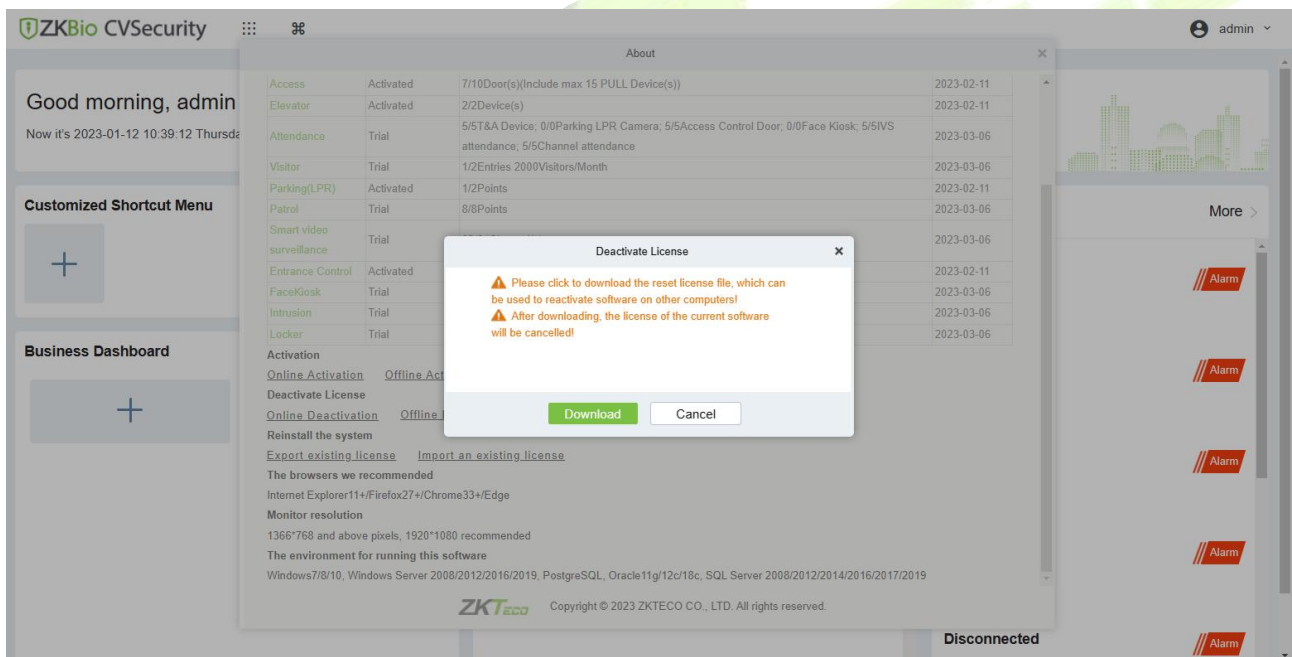 ZKBio CVSecurity
admin
About
Good morning, admin
Now it's 2023-01-12 10:39:12 Thursda
Customized Shortcut Menu
Business Dashboard
Access Activated 7/10Door(s)(Include max 15 PULL Device(s)) 2023-02-11
Elevator Activated 2/2Device(s) 2023-02-11
Attendance Trial 5/5T&A Device; 0/0Parking LPR Camera; 5/5Access Control Door; 0/0Face Kiosk; 5/5IVS
attendance; 5/5Channel attendance 2023-03-06
Visitor Trial 1/2Entries 2000Visitors/Month 2023-03-06
Parking(LPR) Activated 1/2Points 2023-02-11
Patrol Trial 8/8Points 2023-03-06
Smart video
surveillance Trial 2023-03-06
Entrance Control Activated 2023-02-11
FaceKiosk Trial 2023-03-06
Intrusion Trial 2023-03-06
Locker Trial 2023-03-06
Deactivate License
Please click to download the reset license file, which can
be used to reactivate software on other computers!
After downloading, the license of the current software
will be cancelled!
Download Cancel
Activation
Online Activation Offline Act
Deactivate License
Online Deactivation Offline
Reinstall the system
Export existing license Import an existing license
The browsers we recommended
Internet Explorer11+/Firefox27+/Chrome33+/Edge
Monitor resolution
1366*768 and above pixels, 1920*1080 recommended
The environment for running this software
Windows7/8/10, Windows Server 2008/2012/2016/2019, PostgreSQL, Oracle11g/12c/18c, SQL Server 2008/2012/2014/2016/2017/2019
ZKTECO Copyright © 2023 ZKTECO CO., LTD. All rights reserved.
More
Alarm
Alarm
Alarm
Alarm
Disconnected
Alarm